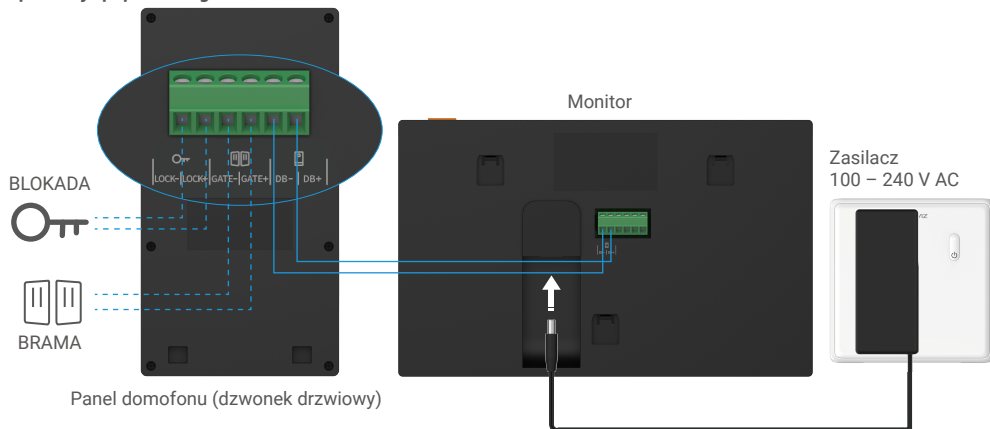 Monitor
Zasilacz
100 – 240 V AC
BLOKADA
LOCK- LOCK+ GATE- GATE+ DB- DB+
BRAMA
Panel domofonu (dzwonek drzwiowy)